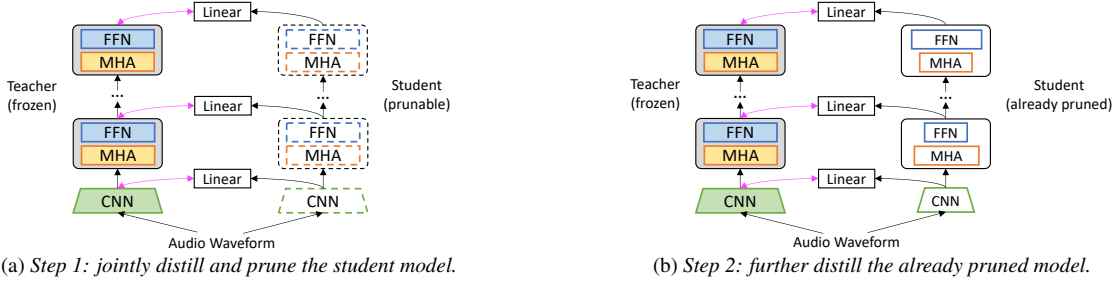 Linear
FFN
FFN
MHA
MHA
Teacher
(frozen)
Student
(prunable)
...
...
Linear
FFN
FFN
MHA
MHA
Linear
CNN
CNN
Audio Waveform
(a) Step 1: jointly distill and prune the student model.
Linear
FFN
FFN
MHA
MHA
Teacher
(frozen)
Student
(already pruned)
...
...
Linear
FFN
FFN
MHA
MHA
Linear
CNN
CNN
Audio Waveform
(b) Step 2: further distill the already pruned model.